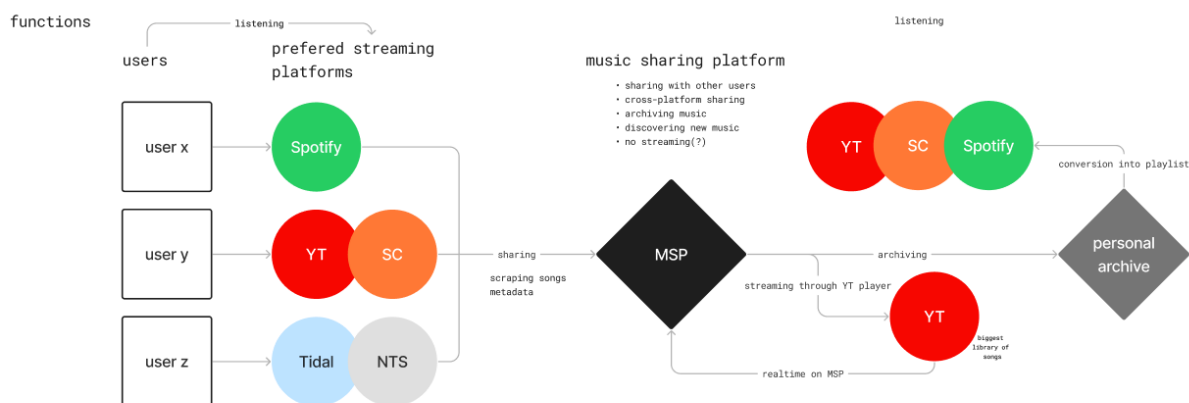 functions
listening
listening
users
prefered streaming
platforms
music sharing platform
• sharing with other users
• cross-platform sharing
• archiving music
• discovering new music
• no streaming(?)
user x
Spotify
YT
SC
Spotify
conversion into playlist
user y
YT
SC
sharing
scraping songs
metadata
MSP
archiving
streaming through YT player
personal
archive
YT
biggest
library of
songs
user z
Tidal
NTS
realtime on MSP